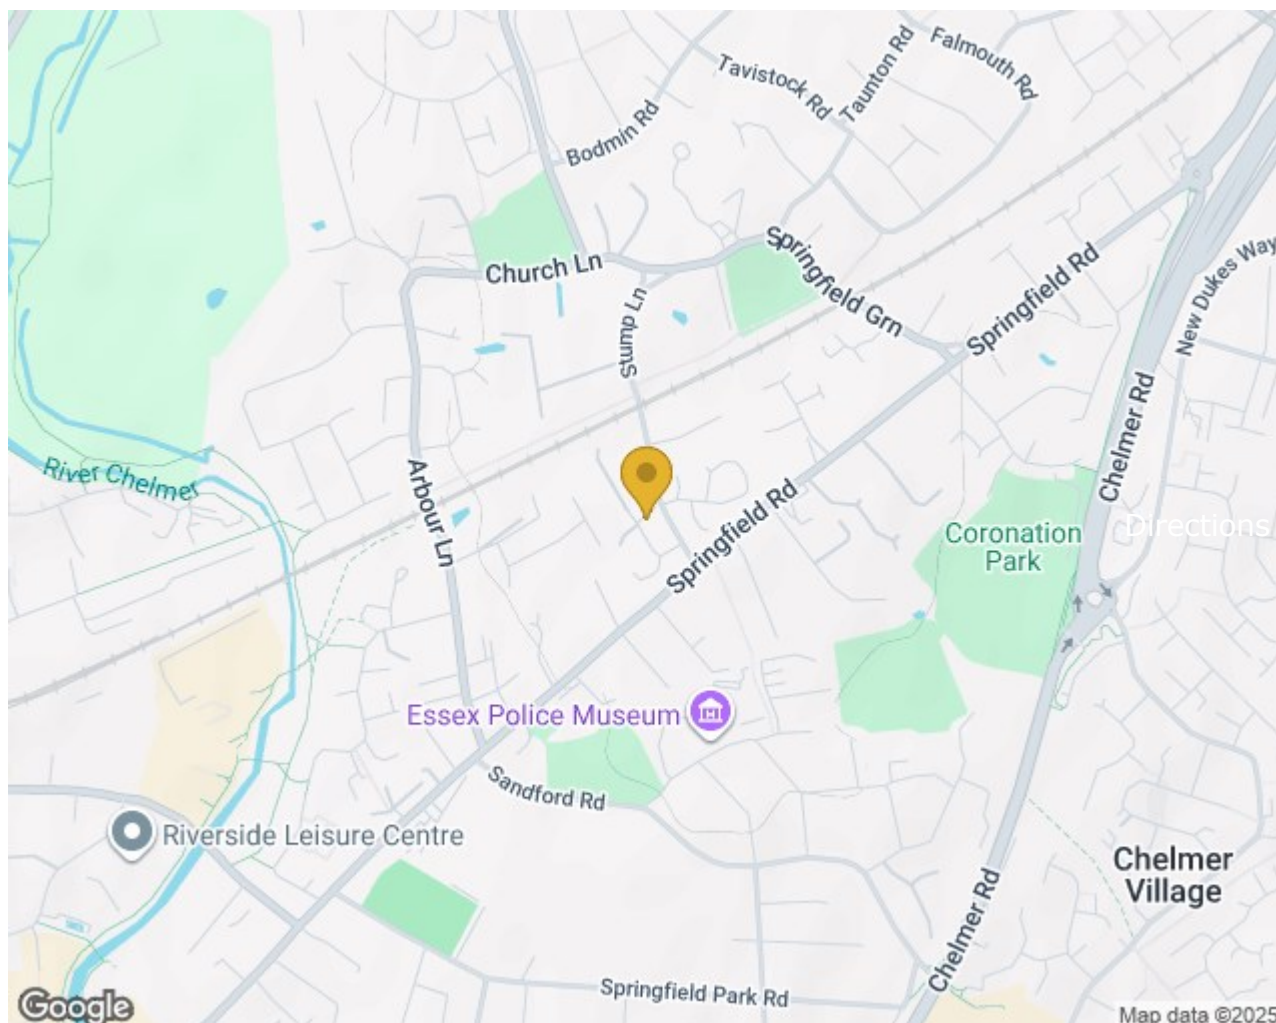 Falmouth Rd
Taunton Rd
Tavistock Rd
Bodmin Rd
Church Ln
Springfield Grn
Springfield Rd
New Dukes Way
Stump Ln
Chelmer Rd
River Chelmer
Arbour Ln
Springfield Rd
Coronation
Park
Directions
Essex Police Museum
Sandford Rd
Riverside Leisure Centre
Chelmer
Village
Chelmer Rd
Springfield Park Rd
Google
Map data ©2025